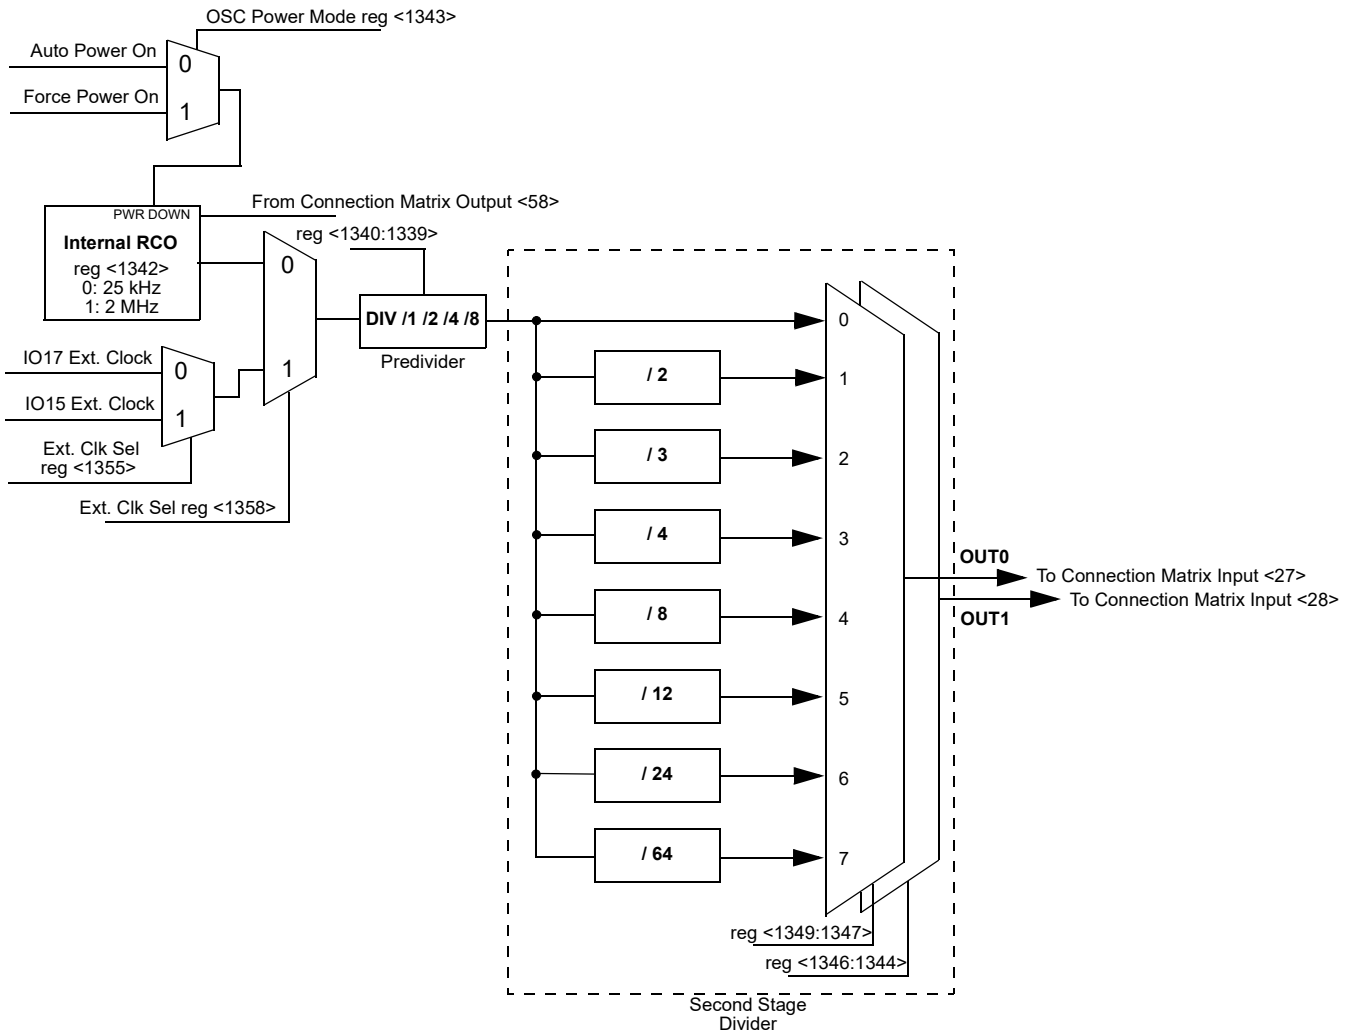 OSC Power Mode reg <1343>
Auto Power On
0
Force Power On
1
From Connection Matrix Output <58>
PWR DOWN
Internal RCO
reg <1342>
0: 25 kHz
1: 2 MHz
reg <1340:1339>
0
DIV /1 /2 /4 /8
Predivider
IO17 Ext. Clock
0
1
IO15 Ext. Clock
1
Ext. Clk Sel
reg <1355>
Ext. Clk Sel reg <1358>
0
/ 2
1
/ 3
2
/ 4
3
/ 8
4
/ 12
5
/ 24
6
/ 64
7
OUT0
To Connection Matrix Input <27>
To Connection Matrix Input <28>
OUT1
reg <1349:1347>
reg <1346:1344>
Second Stage
Divider